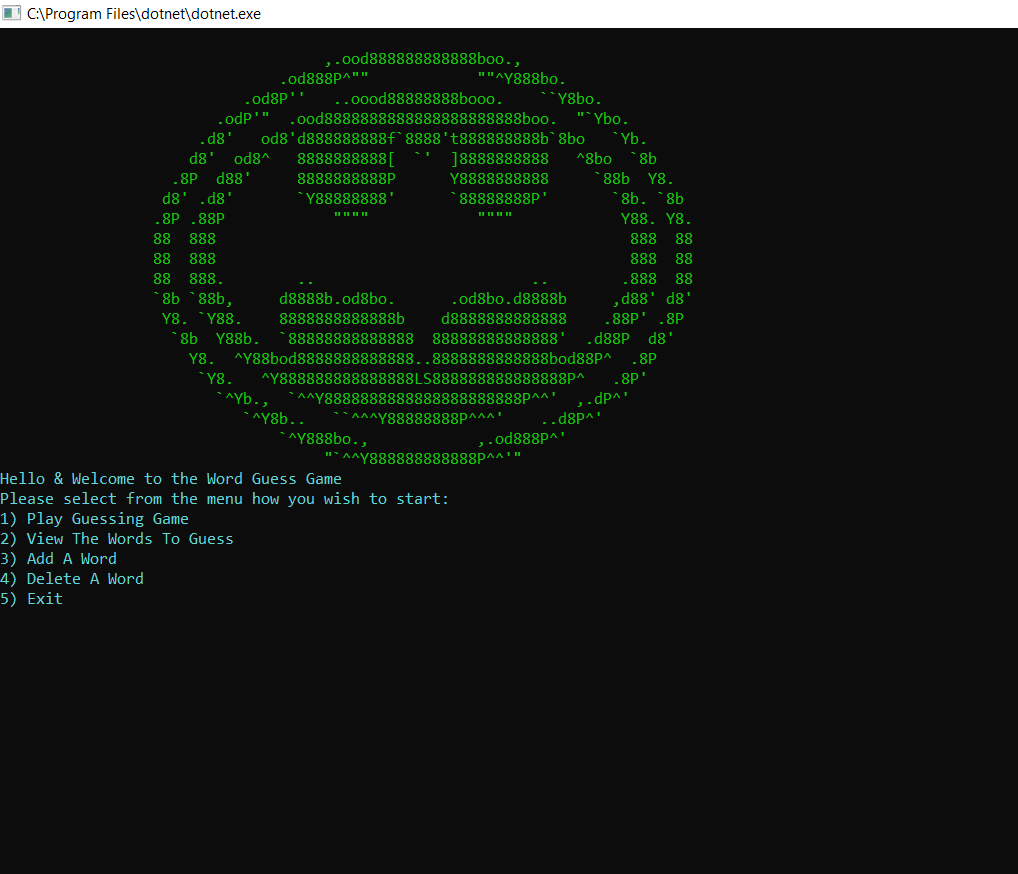 C:\Program Files\dotnet\dotnet.exe
                                    ,.ood888888888888boo.,
                               .od888P^""            ""^Y888bo.
                           .od8P''   ..oood88888888booo.    ``Y8bo.
                        .odP'"  .ood8888888888888888888888boo.  "`Ybo.
                      .d8'   od8'd888888888f`8888't888888888b`8bo   `Yb.
                     d8'  od8^   8888888888[  `'  ]8888888888   ^8bo  `8b
                   .8P  d88'     8888888888P      Y8888888888     `88b  Y8.
                  d8' .d8'       `Y88888888'      `88888888P'       `8b. `8b
                 .8P .88P            """"            """"            Y88. Y8.
                 88  888                                              888  88
                 88  888                                              888  88
                 88  888.        ..                        ..        .888  88
                 `8b `88b,     d8888b.od8bo.      .od8bo.d8888b     ,d88' d8'
                  Y8. `Y88.    8888888888888b    d8888888888888    .88P' .8P
                   `8b  Y88b.  `88888888888888  88888888888888'  .d88P  d8'
                     Y8.  ^Y88bod8888888888888..8888888888888bod88P^  .8P
                      `Y8.   ^Y888888888888888LS888888888888888P^   .8P'
                        `^Yb.,  `^^Y8888888888888888888888P^^'  ,.dP^'
                           `^Y8b..   ``^^^Y88888888P^^^'    ..d8P^'
                               `^Y888bo.,            ,.od888P^'
                                    "`^^Y888888888888P^^'"
Hello & Welcome to the Word Guess Game
Please select from the menu how you wish to start:
1) Play Guessing Game
2) View The Words To Guess
3) Add A Word
4) Delete A Word
5) Exit